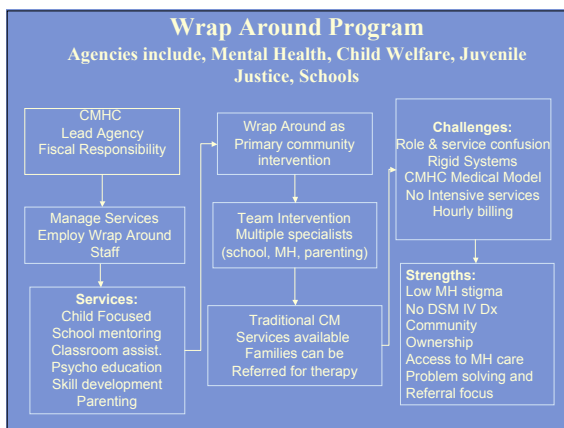 Wrap Around Program
Agencies include, Mental Health, Child Welfare, Juvenile
Justice, Schools
CMHC
Lead Agency
Fiscal Responsibility
Manage Services
Employ Wrap Around
Staff
Services:
Child Focused
School mentoring
Classroom assist.
Psycho education
Skill development
Parenting
Wrap Around as
Primary community
intervention
Team Intervention
Multiple specialists
(school, MH, parenting)
Traditional CM
Services available
Families can be
Referred for therapy
Challenges:
Role & service confusion
Rigid Systems
CMHC Medical Model
No Intensive services
Hourly billing
Strengths:
Low MH stigma
No DSM IV Dx
Community
Ownership
Access to MH care
Problem solving and
Referral focus